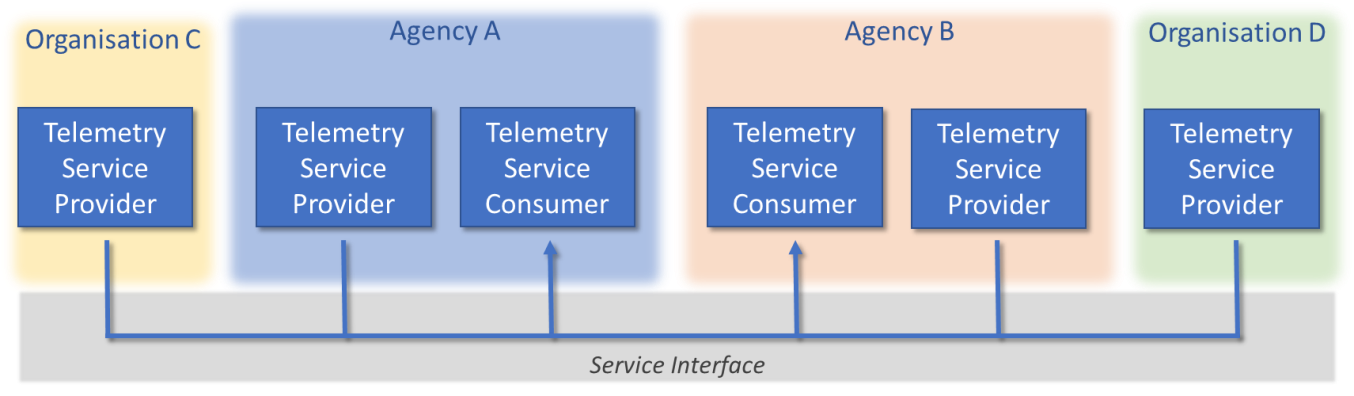 Organisation C
Agency A
Agency B
Organisation D
Telemetry
Service
Provider
Telemetry
Service
Provider
Telemetry
Service
Consumer
Telemetry
Service
Consumer
Telemetry
Service
Provider
Telemetry
Service
Provider
Service Interface